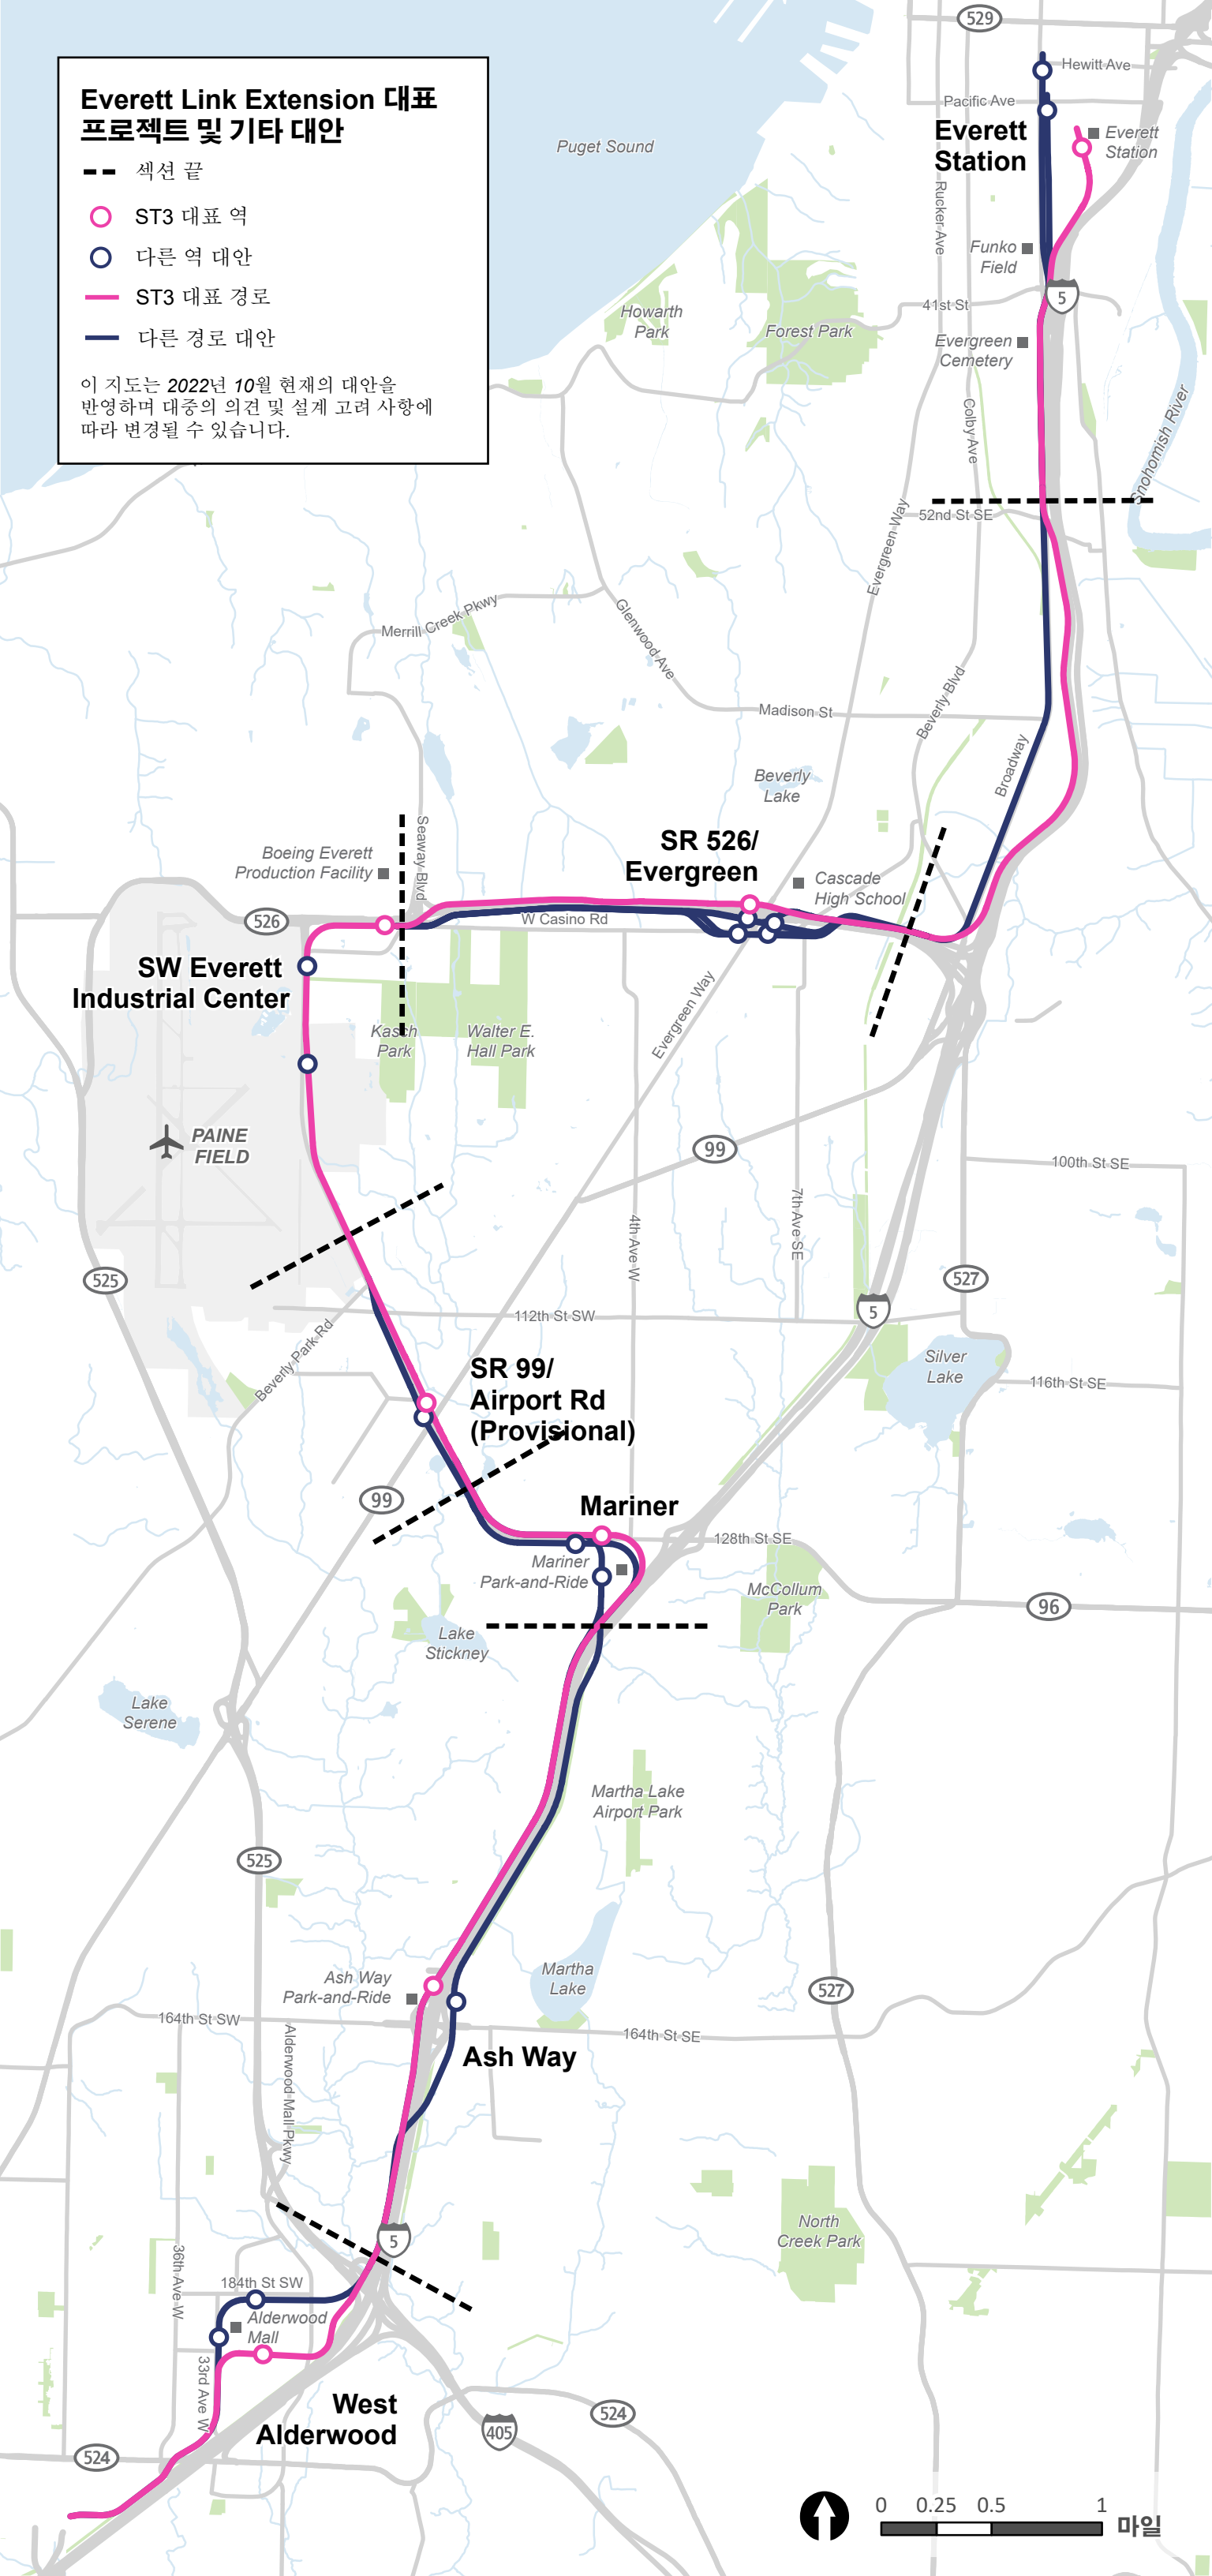 Everett Link Extension 대표
프로젝트 및 기타 대안
섹션 끝
ST3 대표 역
다른 역 대안
ST3 대표 경로
다른 경로 대안
이 지도는 2022년 10월 현재의 대안을
반영하며 대중의 의견 및 설계 고려 사항에
따라 변경될 수 있습니다.
529
Hewitt Ave
Pacific Ave
Everett
Station
Everett
Station
Puget Sound
Rucker Ave
Funko
Field
5
41st St
Howarth
Park
Forest Park
Evergreen
Cemetery
Colby Ave
Snohomish River
52nd St SE
Evergreen Way
Merrill Creek Pkwy
Glenwood Ave
Madison St
Beverly Blvd
Broadway
Beverly
Lake
SR 526/
Evergreen
Boeing Everett
Production Facility
Seaway Blvd
Cascade
High School
526
W Casino Rd
SW Everett
Industrial Center
Kasch
Park
Walter E.
Hall Park
Evergreen Way
PAINE
FIELD
99
100th St SE
4th Ave W
7th Ave SE
525
527
5
112th St SW
Beverly Park Rd
Silver
Lake
116th St SE
SR 99/
Airport Rd
(Provisional)
99
Mariner
128th St SE
Mariner
Park-and-Ride
McCollum
Park
96
Lake
Stickney
Lake
Serene
Martha Lake
Airport Park
525
Ash Way
Park-and-Ride
Martha
Lake
527
164th St SW
164th St SE
Alderwood Mall Pkwy
Ash Way
North
Creek Park
5
36th Ave W
184th St SW
Alderwood
Mall
33rd Ave W
West
Alderwood
524
405
524
0 0.25 0.5 1
마일